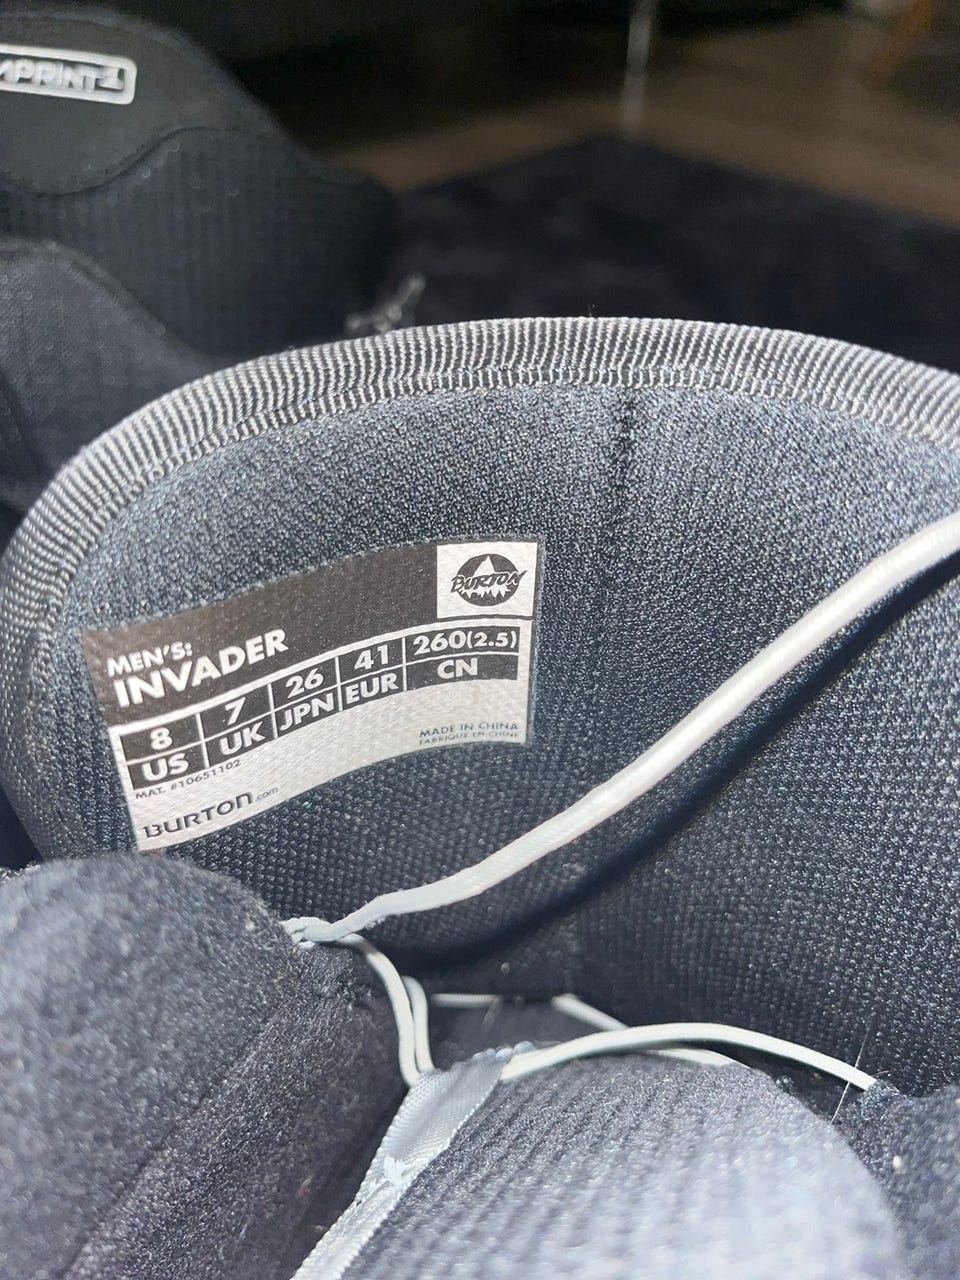 MPRINT 1
BURTON
MEN'S:
INVADER
8 7 26 41 260(2.5)
US UK JPN EUR CN
MAT. #10651102
MADE IN CHINA
FABRIQUE EN CHINE
BURTON.com